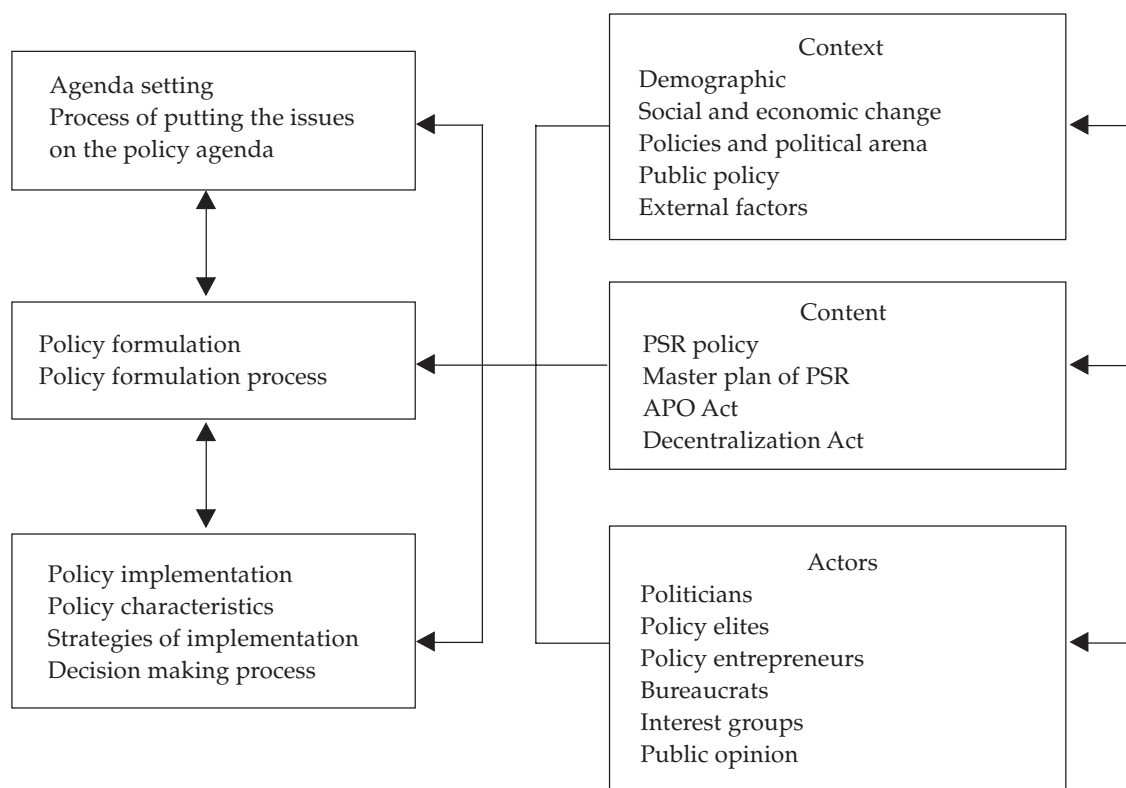 Agenda setting
Process of putting the issues
on the policy agenda
Policy formulation
Policy formulation process
Policy implementation
Policy characteristics
Strategies of implementation
Decision making process
Context
Demographic
Social and economic change
Policies and political arena
Public policy
External factors
Content
PSR policy
Master plan of PSR
APO Act
Decentralization Act
Actors
Politicians
Policy elites
Policy entrepreneurs
Bureaucrats
Interest groups
Public opinion